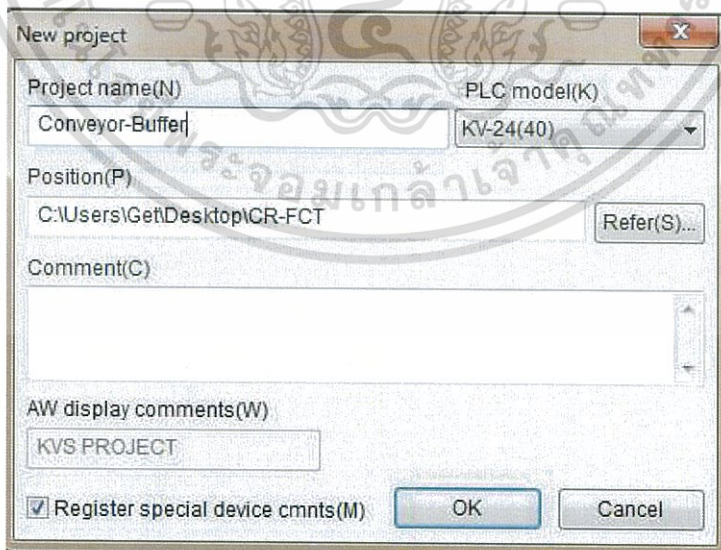 New project
Project name(N)
PLC model(K)
Conveyor-Buffer
KV-24(40)
Position(P)
C:\Users\Get\Desktop\CR-FCT
Refer(S)...
Comment(C)
AW display comments(W)
KVS PROJECT
Register special device cmnts(M)
OK
Cancel